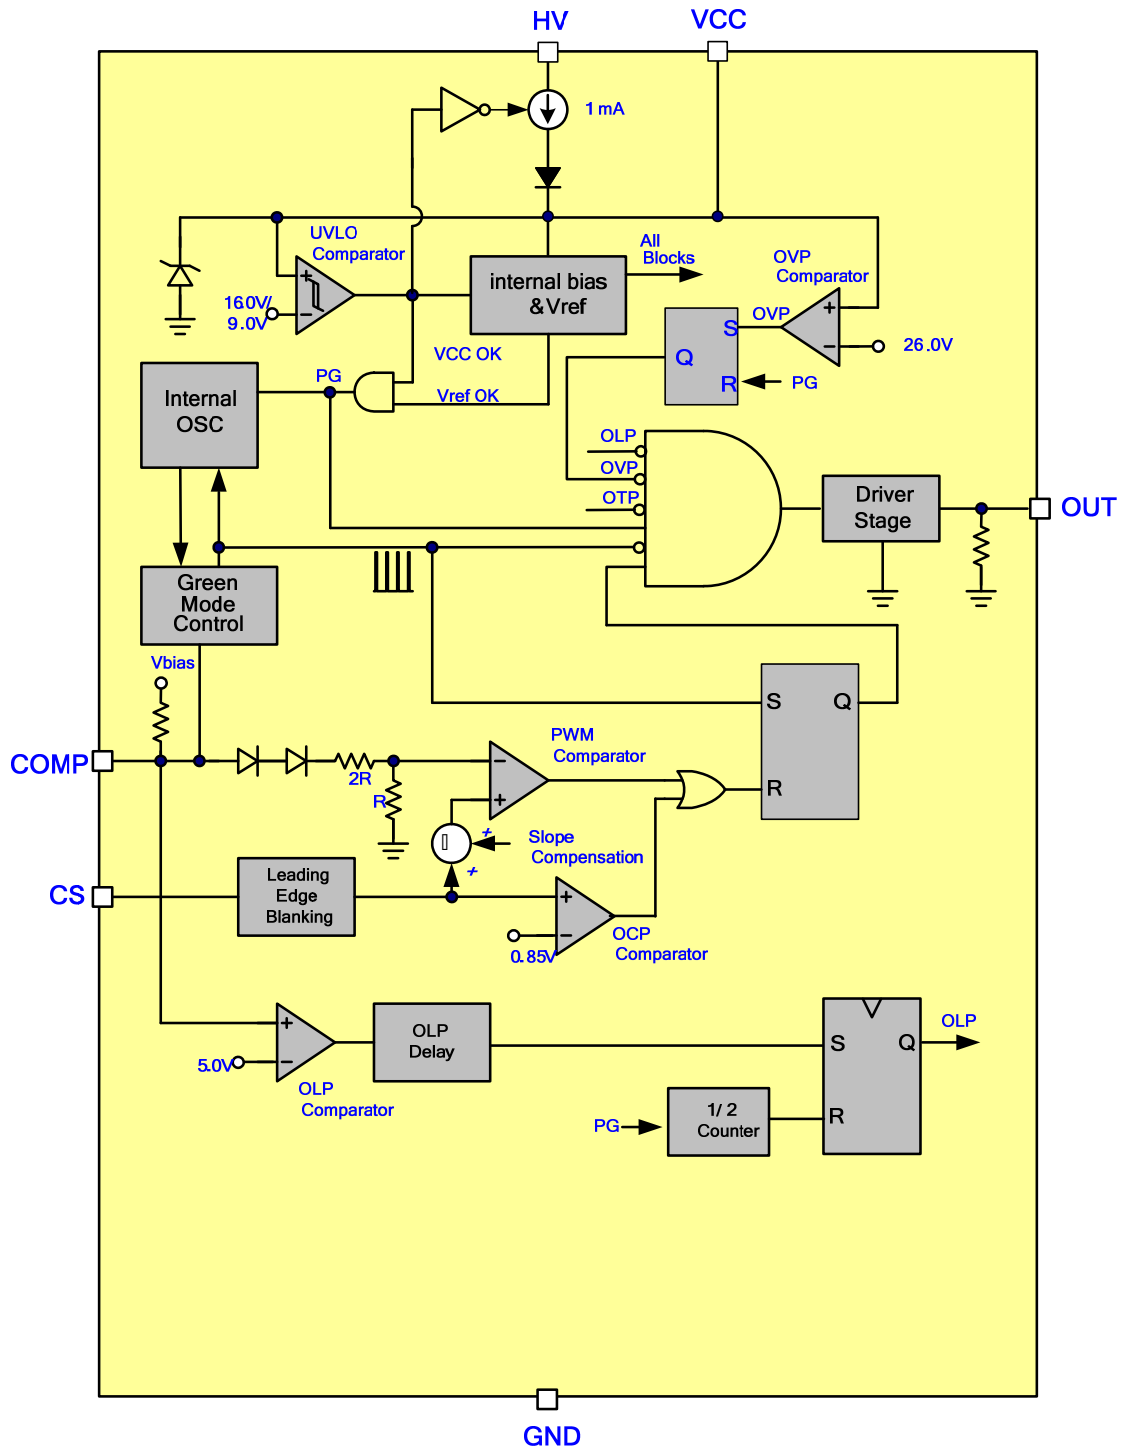 HV
VCC
1mA
UVLO
Comparator
All
Blocks
OVP
Comparator
+
internal bias
&Vref
16.0V/
9.0V
−
+
OVP
S
−
26.0V
VCC OK
Q
PG
R
PG
Internal
OSC
Vref OK
OLP
OVP
OTP
Driver
Stage
OUT
Green
Mode
Control
Vbias
S
Q
PWM
Comparator
COMP
−
2R
R
+
R
+
Slope
Compensation
+
Leading
Edge
Blanking
CS
+
−
OCP
Comparator
0.85V
+
OLP
Delay
OLP
S
Q
5.0V
−
OLP
Comparator
1/2
Counter
R
PG
GND